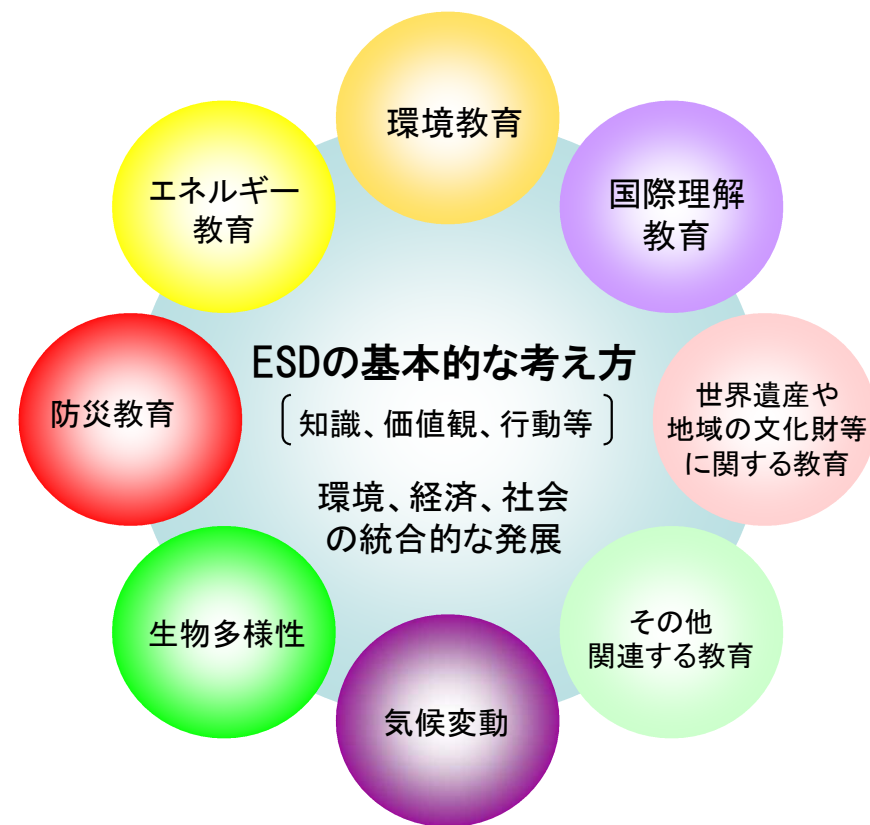 環境教育
国際理解
教育
世界遺産や
地域の文化財等
に関する教育
その他
関連する教育
気候変動
生物多様性
防災教育
エネルギー
教育
ESDの基本的な考え方
[知識、価値観、行動等]
環境、経済、社会
の統合的な発展